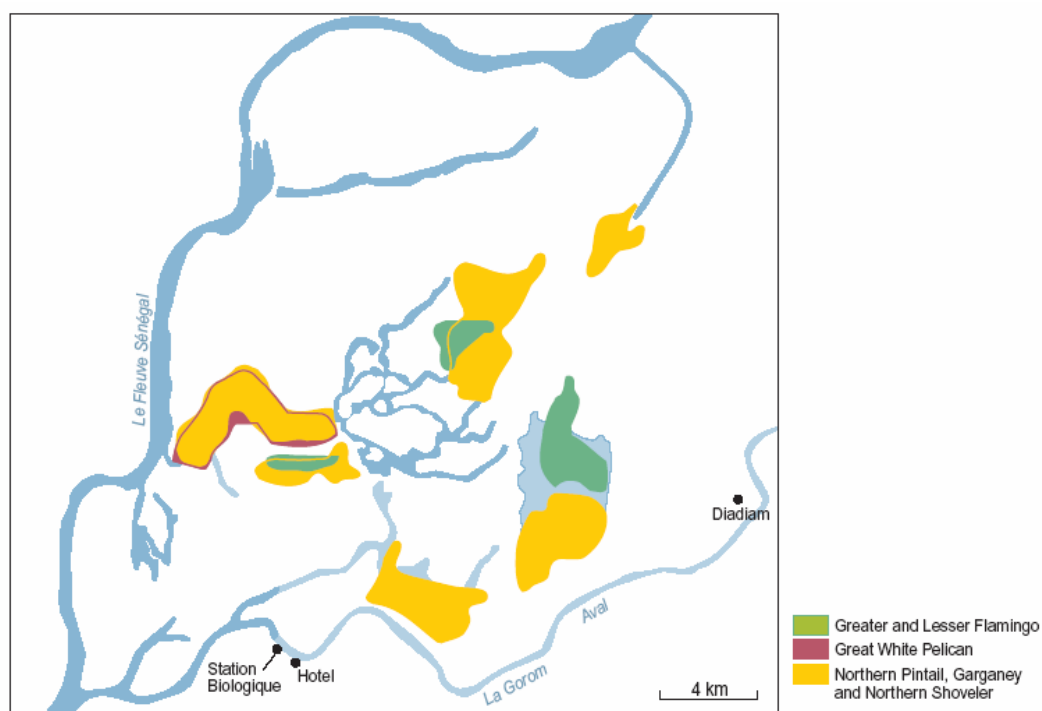 Le Fleuve Sénégal
Diadiam
Aval
La Gorom
Station
Biologique
Hotel
4 km
Greater and Lesser Flamingo
Great White Pelican
Northern Pintail, Garganey
and Northern Shoveler